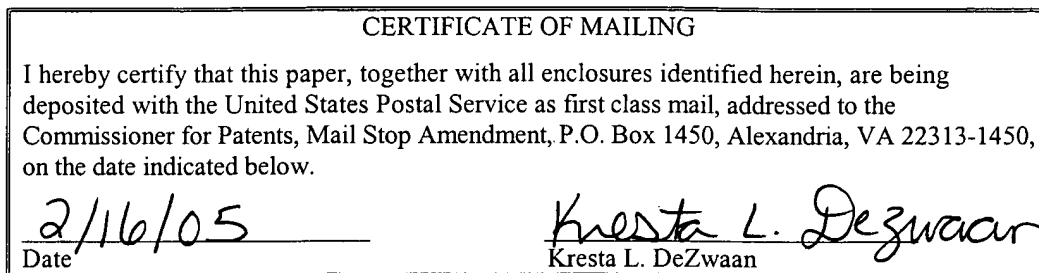 CERTIFICATE OF MAILING
I hereby certify that this paper, together with all enclosures identified herein, are being
deposited with the United States Postal Service as first class mail, addressed to the
Commissioner for Patents, Mail Stop Amendment, P.O. Box 1450, Alexandria, VA 22313-1450,
on the date indicated below.
2/16/05 Kresta L. DeZwaan
Date Kresta L. DeZwaan